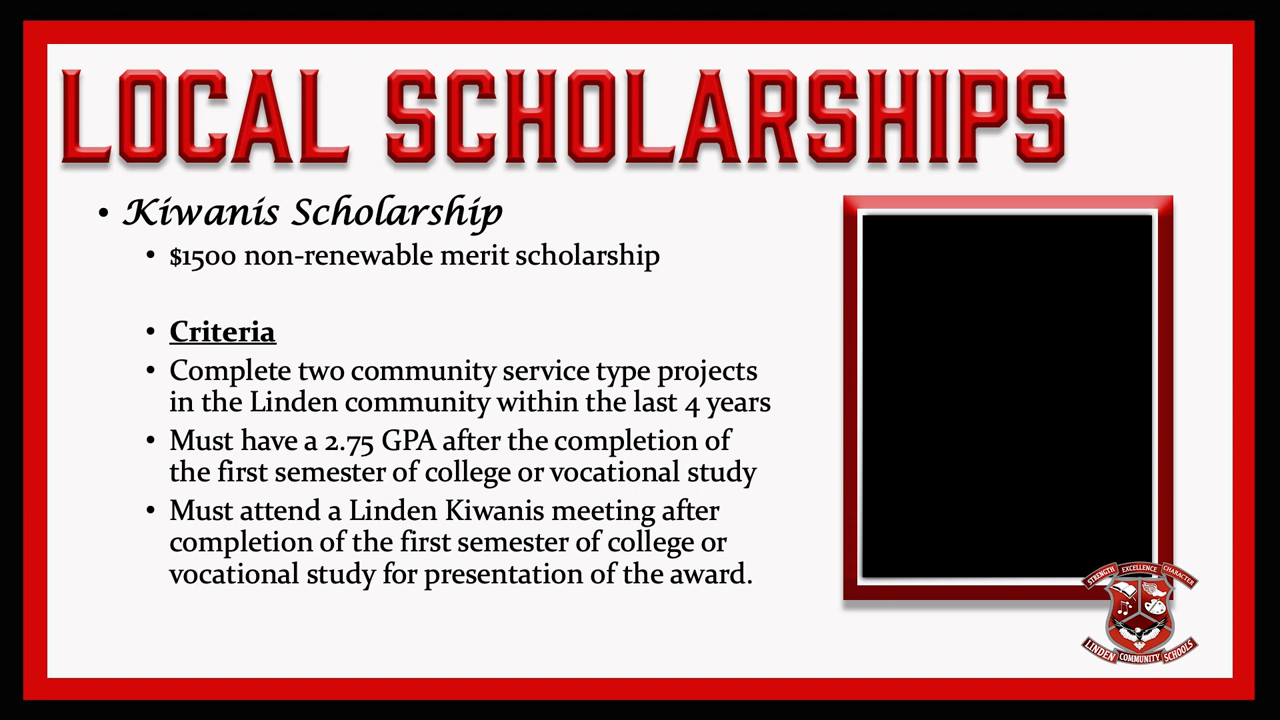 LOCAL SCHOLARSHIPS
• Kiwanis Scholarship
• $1500 non-renewable merit scholarship
• Criteria
• Complete two community service type projects
in the Linden community within the last 4 years
• Must have a 2.75 GPA after the completion of
the first semester of college or vocational study
• Must attend a Linden Kiwanis meeting after
completion of the first semester of college or
vocational study for presentation of the award.
STRENGTH EXCELLENCE CHARACTER
LINDEN COMMUNITY SCHOOLS